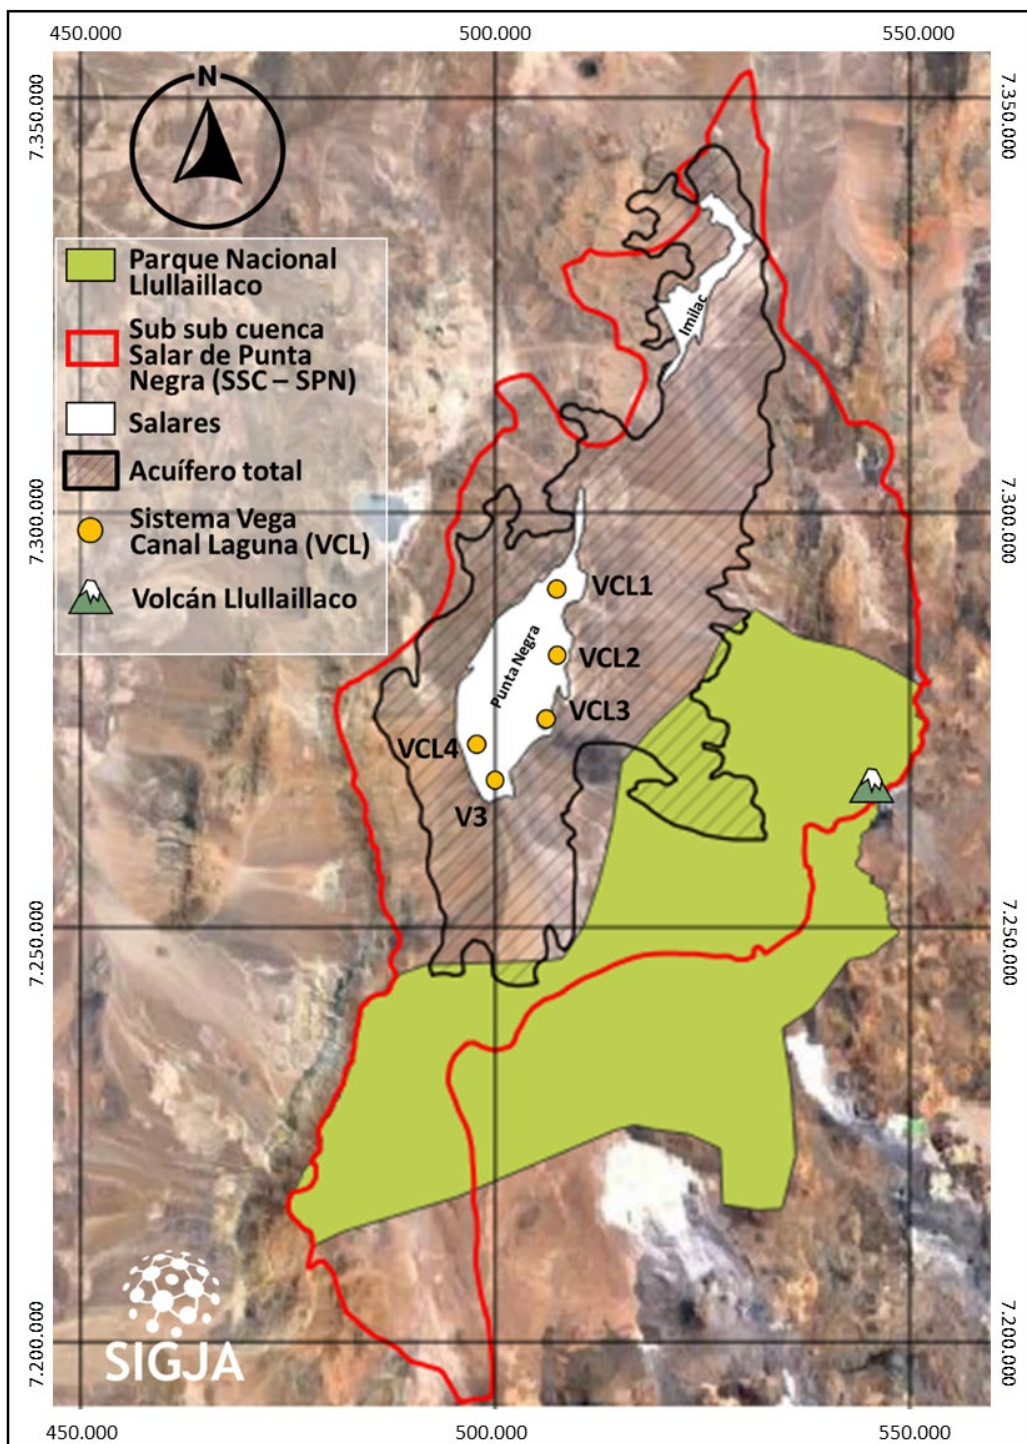 450.000
500.000
550.000
7.350.000
7.350.000
N
Parque Nacional
Llullaillaco
Sub sub cuenca
Salar de Punta
Negra (SSC – SPN)
Salares
Acuífero total
Sistema Vega
Canal Laguna (VCL)
Volcán Llullaillaco
Imilac
7.300.000
7.300.000
VCL1
Punta Negra
VCL2
VCL3
VCL4
V3
7.250.000
7.250.000
7.200.000
7.200.000
SIGJA
450.000
500.000
550.000